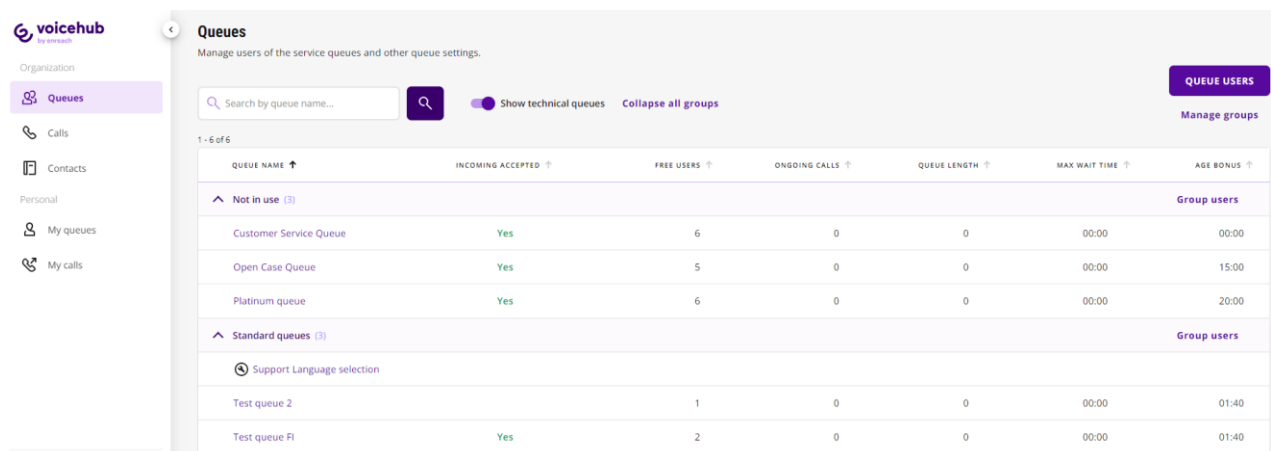 voicehub
by enreach
Organization
Queues
Calls
Contacts
Personal
My queues
My calls
Queues
Manage users of the service queues and other queue settings.
Search by queue name...
Show technical queues
Collapse all groups
QUEUE USERS
Manage groups
1 - 6 of 6
QUEUE NAME ↑ INCOMING ACCEPTED ↑ FREE USERS ↑ ONGOING CALLS ↑ QUEUE LENGTH ↑ MAX WAIT TIME ↑ AGE BONUS ↑
Not in use (3) Group users
Customer Service Queue Yes 6 0 0 00:00 00:00
Open Case Queue Yes 5 0 0 00:00 15:00
Platinum queue Yes 6 0 0 00:00 20:00
Standard queues (3) Group users
Support Language selection
Test queue 2 1 0 0 00:00 01:40
Test queue FI Yes 2 0 0 00:00 01:40